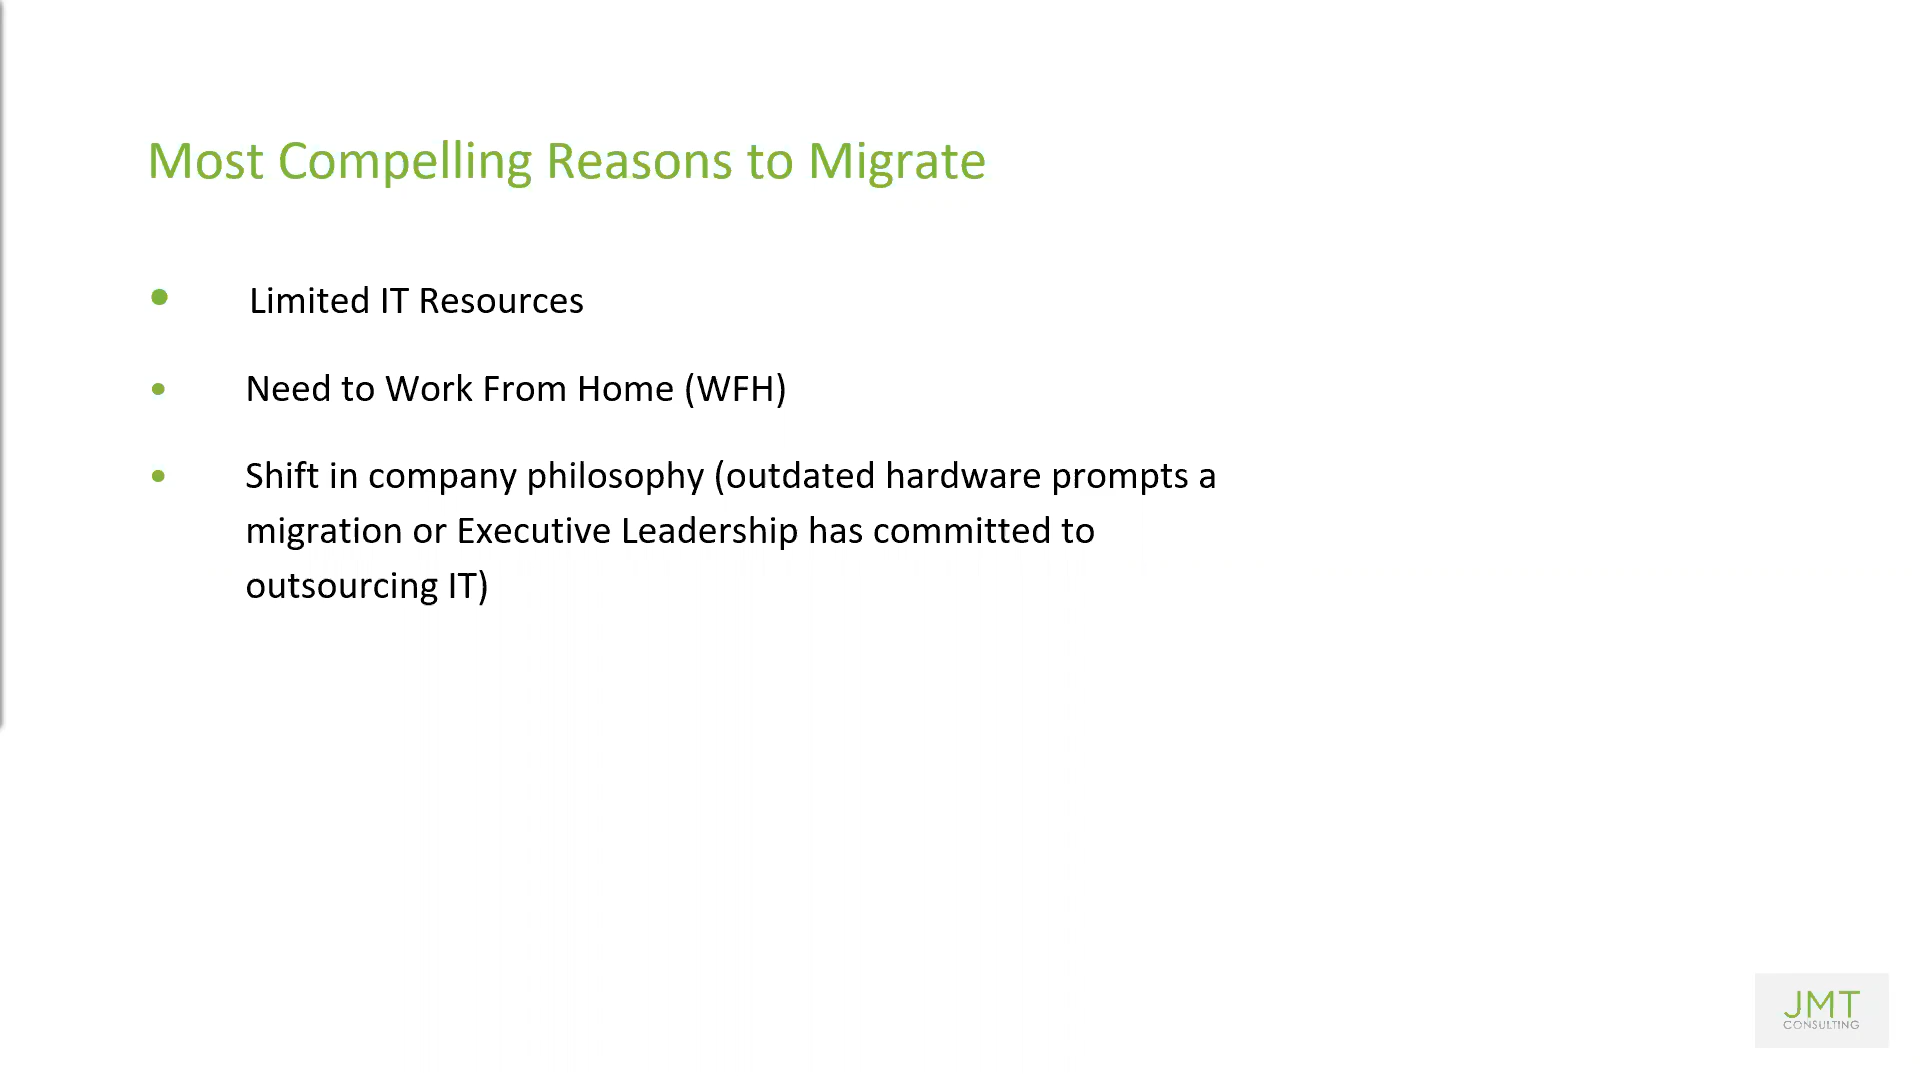 Most Compelling Reasons to Migrate
• Limited IT Resources
• Need to Work From Home (WFH)
• Shift in company philosophy (outdated hardware prompts a
migration or Executive Leadership has committed to
outsourcing IT)
JMT
CONSULTING